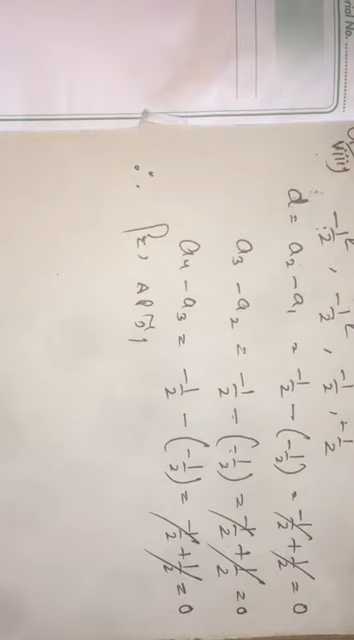 rial No. ..................
viii) -1/2, -1/2, -1/2, -1/2
d = a₂ - a₁ = -1/2 - (-1/2) = -1/2 + 1/2 = 0
a₃ - a₂ = -1/2 - (-1/2) = -1/2 + 1/2 = 0
a₄ - a₃ = -1/2 - (-1/2) = -1/2 + 1/2 = 0
∴